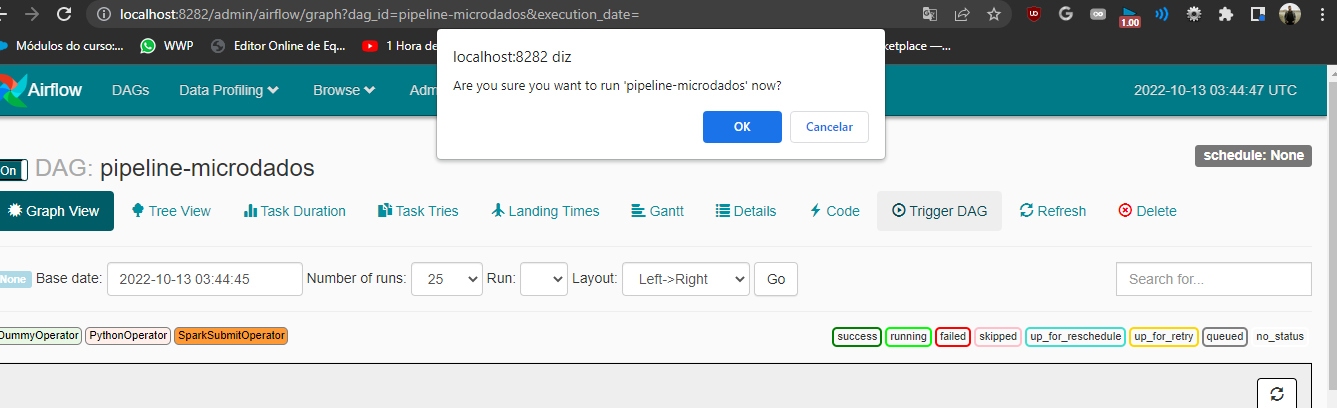 localhost:8282/admin/airflow/graph?dag_id=pipeline-microdados&execution_date=
1.00
Módulos do curso:... WWP Editor Online de Eq... 1 Hora de ketplace —...
localhost:8282 diz
Are you sure you want to run 'pipeline-microdados' now?
OK Cancelar
Airflow DAGs Data Profiling Browse Adm 2022-10-13 03:44:47 UTC
schedule: None
On DAG: pipeline-microdados
Graph View Tree View Task Duration Task Tries Landing Times Gantt Details Code Trigger DAG Refresh Delete
None Base date: 2022-10-13 03:44:45 Number of runs: 25 Run: Layout: Left->Right Go Search for...
DummyOperator PythonOperator SparkSubmitOperator success running failed skipped up_for_reschedule up_for_retry queued no_status